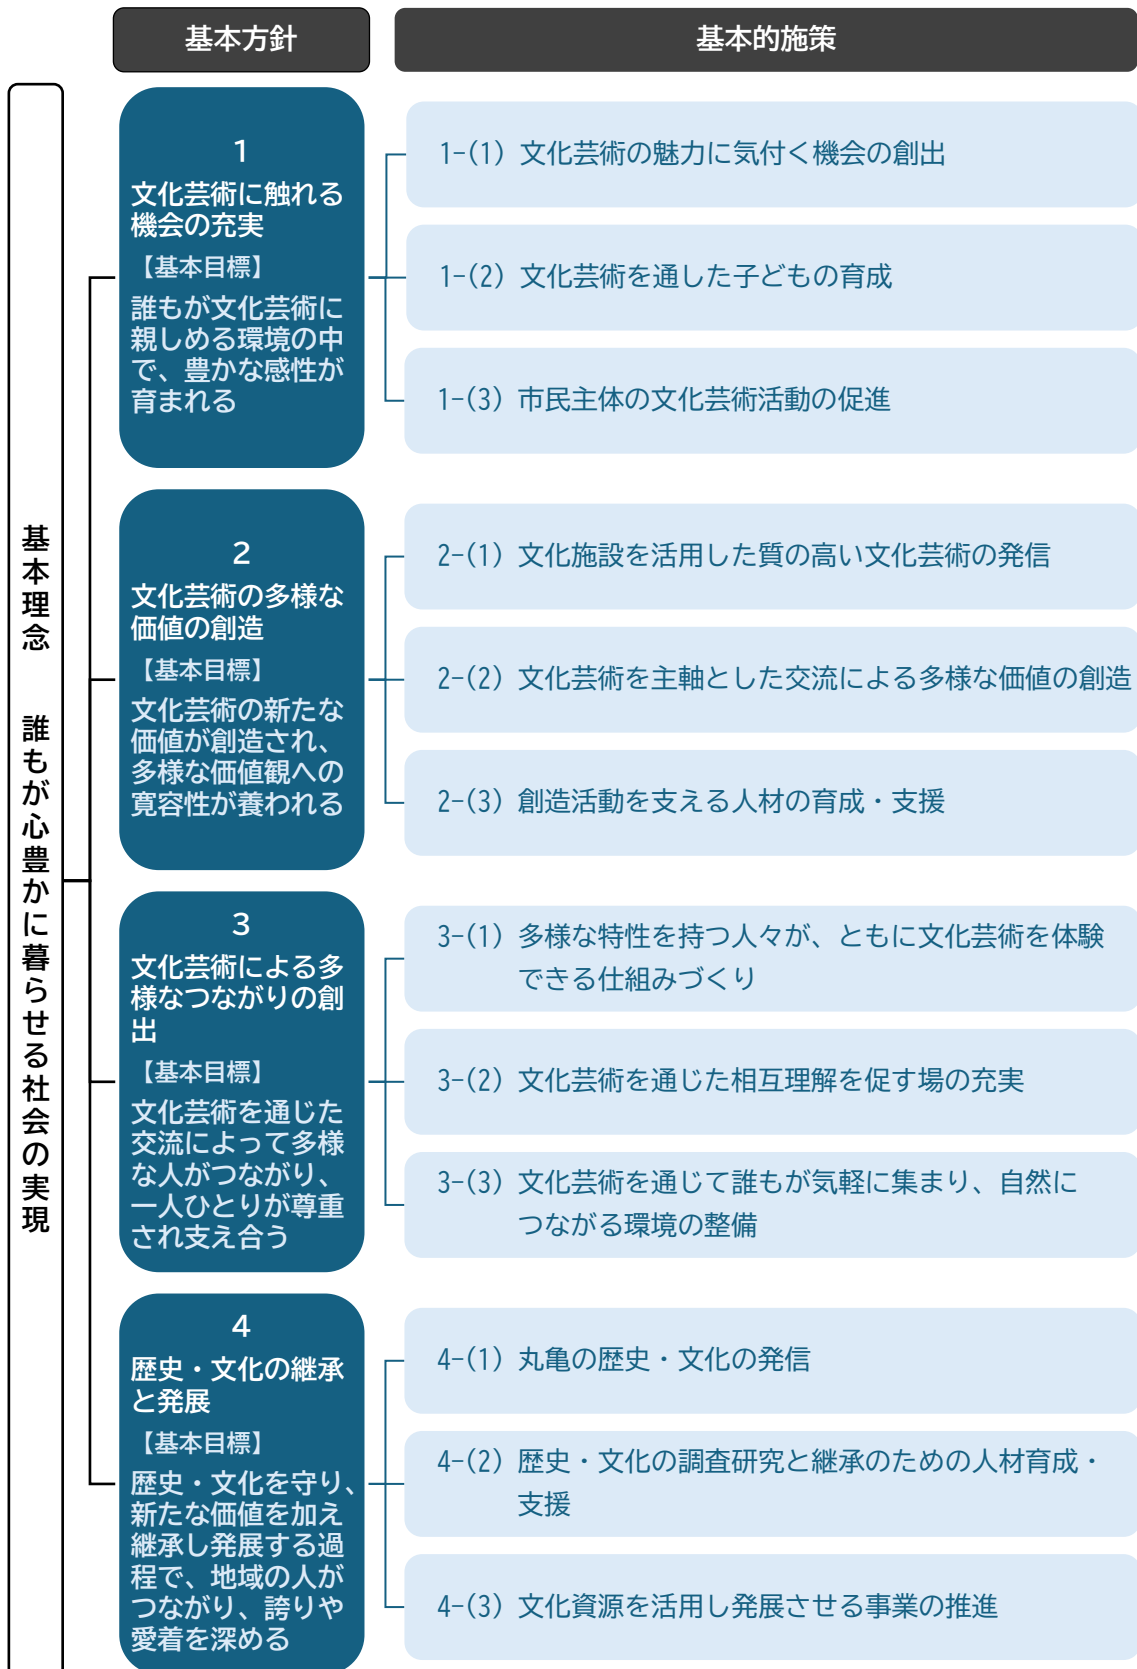 基本方針
基本的施策
基本理念　誰もが心豊かに暮らせる社会の実現
1
文化芸術に触れる
機会の充実
【基本目標】
誰もが文化芸術に
親しめる環境の中
で、豊かな感性が
育まれる
1-(1) 文化芸術の魅力に気付く機会の創出
1-(2) 文化芸術を通した子どもの育成
1-(3) 市民主体の文化芸術活動の促進
2
文化芸術の多様な
価値の創造
【基本目標】
文化芸術の新たな
価値が創造され、
多様な価値観への
寛容性が養われる
2-(1) 文化施設を活用した質の高い文化芸術の発信
2-(2) 文化芸術を主軸とした交流による多様な価値の創造
2-(3) 創造活動を支える人材の育成・支援
3
文化芸術による多
様なつながりの創
出
【基本目標】
文化芸術を通じた
交流によって多様
な人がつながり、
一人ひとりが尊重
され支え合う
3-(1) 多様な特性を持つ人々が、ともに文化芸術を体験
できる仕組みづくり
3-(2) 文化芸術を通じた相互理解を促す場の充実
3-(3) 文化芸術を通じて誰もが気軽に集まり、自然に
つながる環境の整備
4
歴史・文化の継承
と発展
【基本目標】
歴史・文化を守り、
新たな価値を加え
継承し発展する過
程で、地域の人が
つながり、誇りや
愛着を深める
4-(1) 丸亀の歴史・文化の発信
4-(2) 歴史・文化の調査研究と継承のための人材育成・
支援
4-(3) 文化資源を活用し発展させる事業の推進